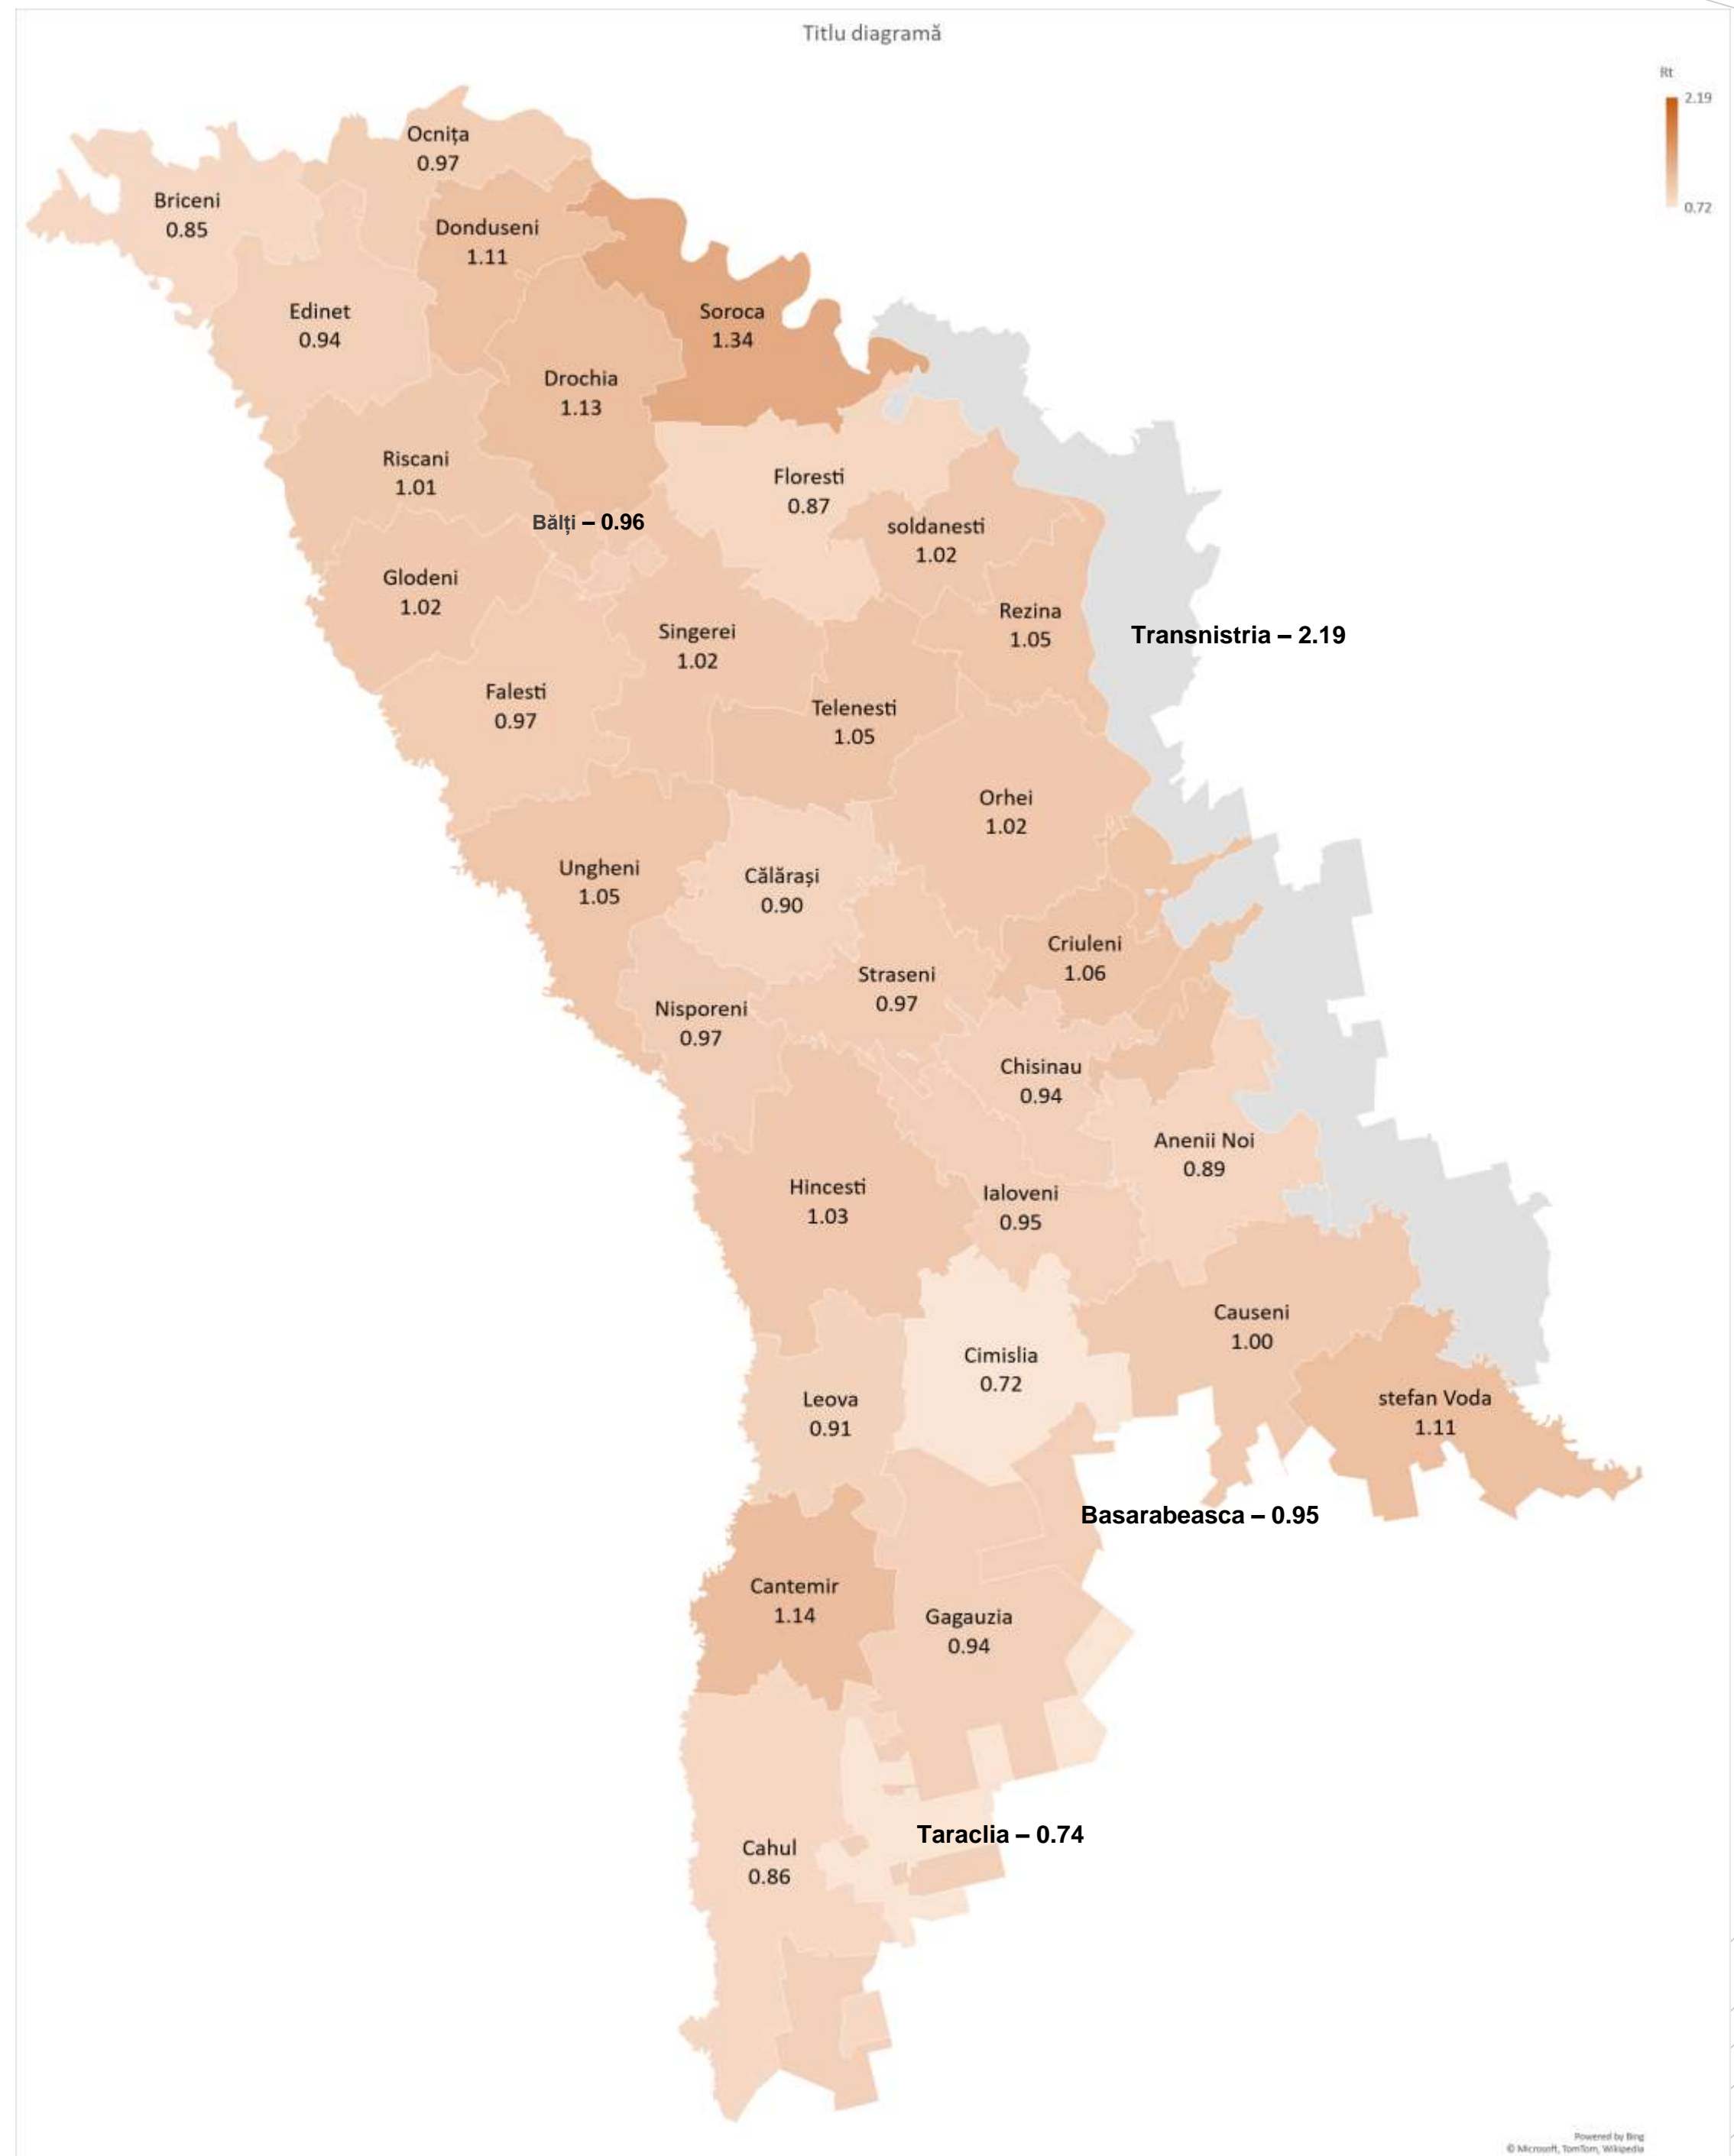 Titlu diagramă
Rt
2.19
0.72
Ocnița
0.97
Briceni
0.85
Donduseni
1.11
Edinet
0.94
Soroca
1.34
Drochia
1.13
Riscani
1.01
Floresti
0.87
Bălți – 0.96
soldanesti
1.02
Glodeni
1.02
Rezina
1.05
Singerei
1.02
Transnistria – 2.19
Falesti
0.97
Telenesti
1.05
Orhei
1.02
Ungheni
1.05
Călărași
0.90
Criuleni
1.06
Straseni
0.97
Nisporeni
0.97
Chisinau
0.94
Anenii Noi
0.89
Hincesti
1.03
Ialoveni
0.95
Causeni
1.00
Cimislia
0.72
Leova
0.91
stefan Voda
1.11
Basarabeasca – 0.95
Cantemir
1.14
Gagauzia
0.94
Taraclia – 0.74
Cahul
0.86
Powered by Bing
© Microsoft, TomTom, Wikipedia